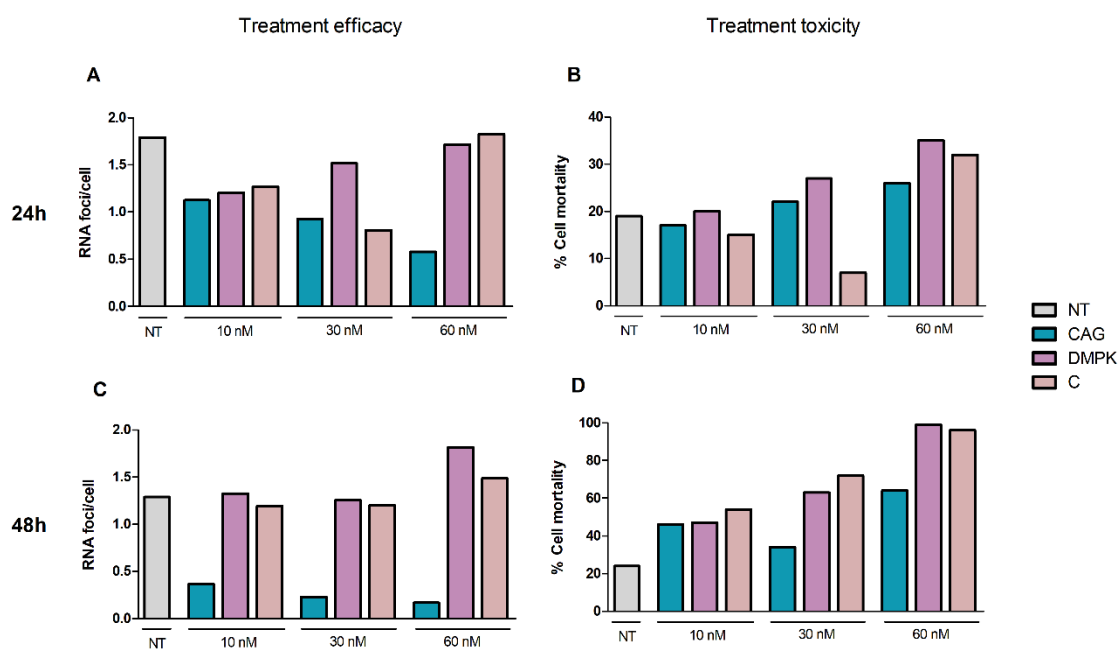 Treatment efficacy
Treatment toxicity
24h
A
RNA foci/cell
2.0
1.5
1.0
0.5
0.0
NT
10 nM
30 nM
60 nM
B
% Cell mortality
40
30
20
10
0
NT
10 nM
30 nM
60 nM
NT
CAG
DMPK
C
48h
C
RNA foci/cell
2.0
1.5
1.0
0.5
0.0
NT
10 nM
30 nM
60 nM
D
% Cell mortality
100
80
60
40
20
0
NT
10 nM
30 nM
60 nM